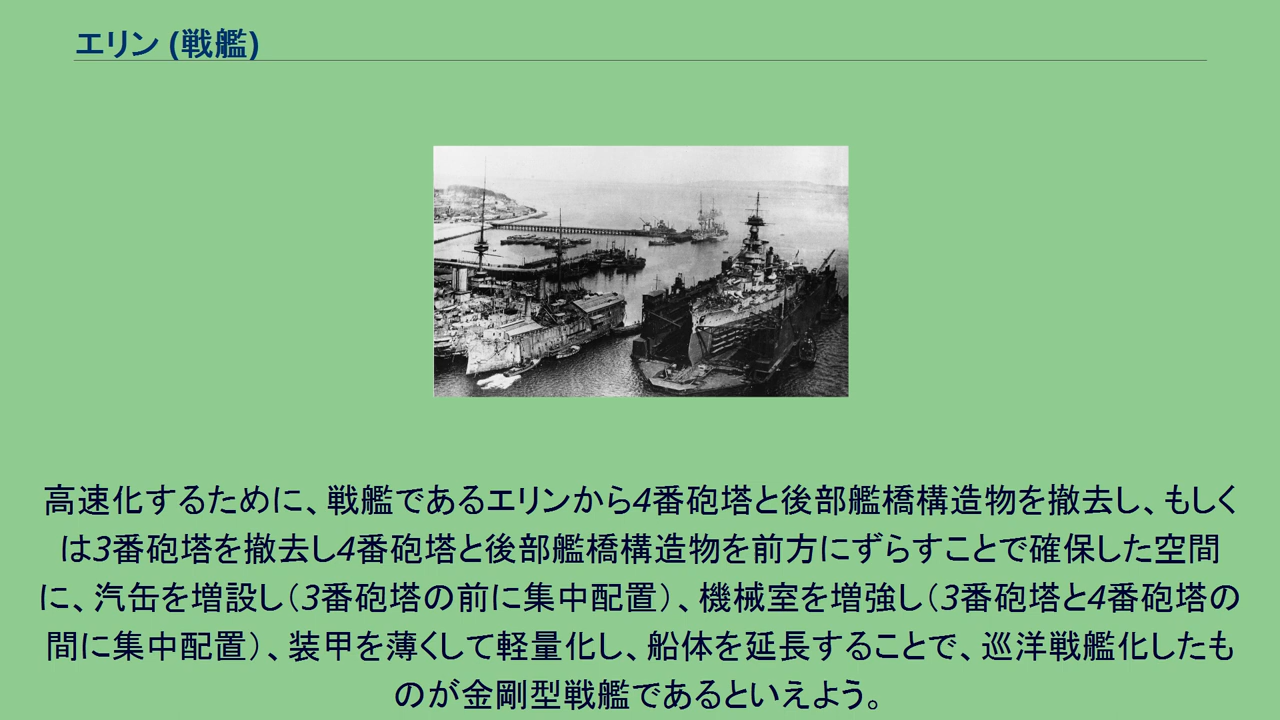 エリン (戦艦)
高速化するために、戦艦であるエリンから4番砲塔と後部艦橋構造物を撤去し、もしく
は3番砲塔を撤去し4番砲塔と後部艦橋構造物を前方にずらすことで確保した空間
に、汽缶を増設し（3番砲塔の前に集中配置）、機械室を増強し（3番砲塔と4番砲塔の
間に集中配置）、装甲を薄くして軽量化し、船体を延長することで、巡洋戦艦化したも
のが金剛型戦艦であるといえよう。